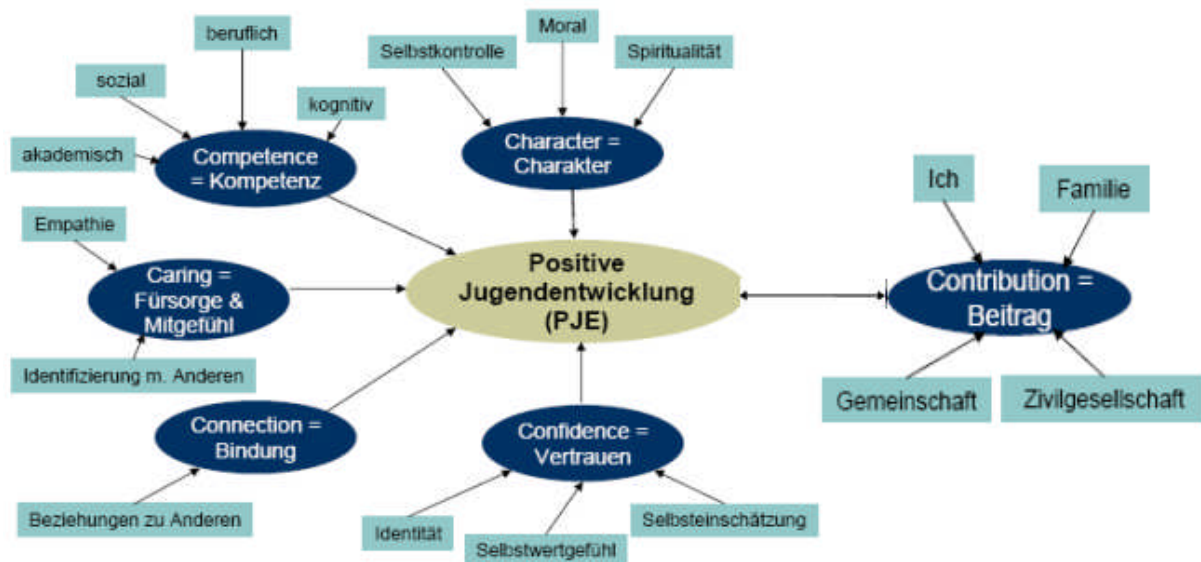 beruflich
Moral
Selbstkontrolle
Spiritualität
sozial
kognitiv
akademisch
Competence
= Kompetenz
Character =
Charakter
Ich
Familie
Empathie
Caring =
Fürsorge &
Mitgefühl
Positive
Jugendentwicklung
(PJE)
Contribution =
Beitrag
Identifizierung m. Anderen
Gemeinschaft
Zivilgesellschaft
Connection =
Bindung
Confidence =
Vertrauen
Beziehungen zu Anderen
Identität
Selbstwertgefühl
Selbsteinschätzung